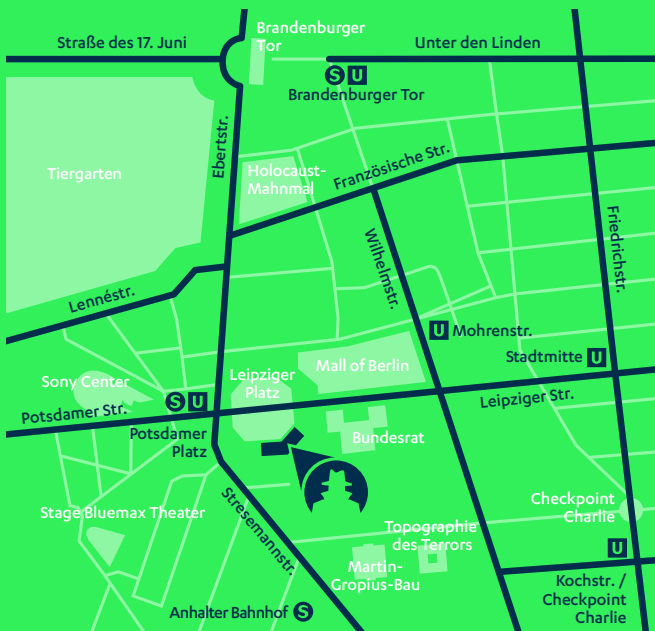 Brandenburger
Tor
Straße des 17. Juni
Unter den Linden
S U
Brandenburger Tor
Ebertstr.
Französische Str.
Tiergarten
Holocaust-
Mahnmal
Friedrichstr.
Wilhelmstr.
Lennéstr.
U Mohrenstr.
Stadtmitte U
Mall of Berlin
Leipziger
Platz
Sony Center
S U
Leipziger Str.
Potsdamer Str.
Potsdamer
Platz
Bundesrat
Stresemannstr.
Checkpoint
Charlie
Stage Bluemax Theater
Topographie
des Terrors
U
Martin-
Gropius-Bau
Kochstr. /
Checkpoint
Charlie
Anhalter Bahnhof S